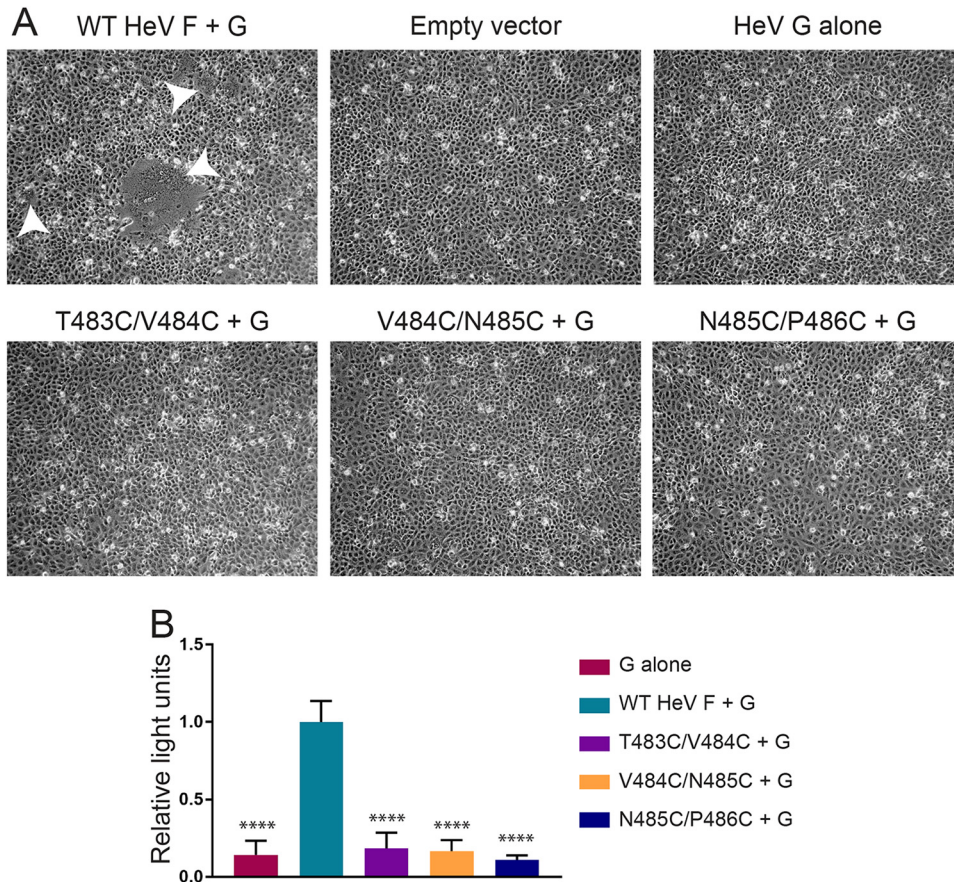 A
WT HeV F + G
Empty vector
HeV G alone
T483C/V484C + G
V484C/N485C + G
N485C/P486C + G
B
Relative light units
1.5
1.0
0.5
0.0
****
****
****
****
G alone
WT HeV F + G
T483C/V484C + G
V484C/N485C + G
N485C/P486C + G